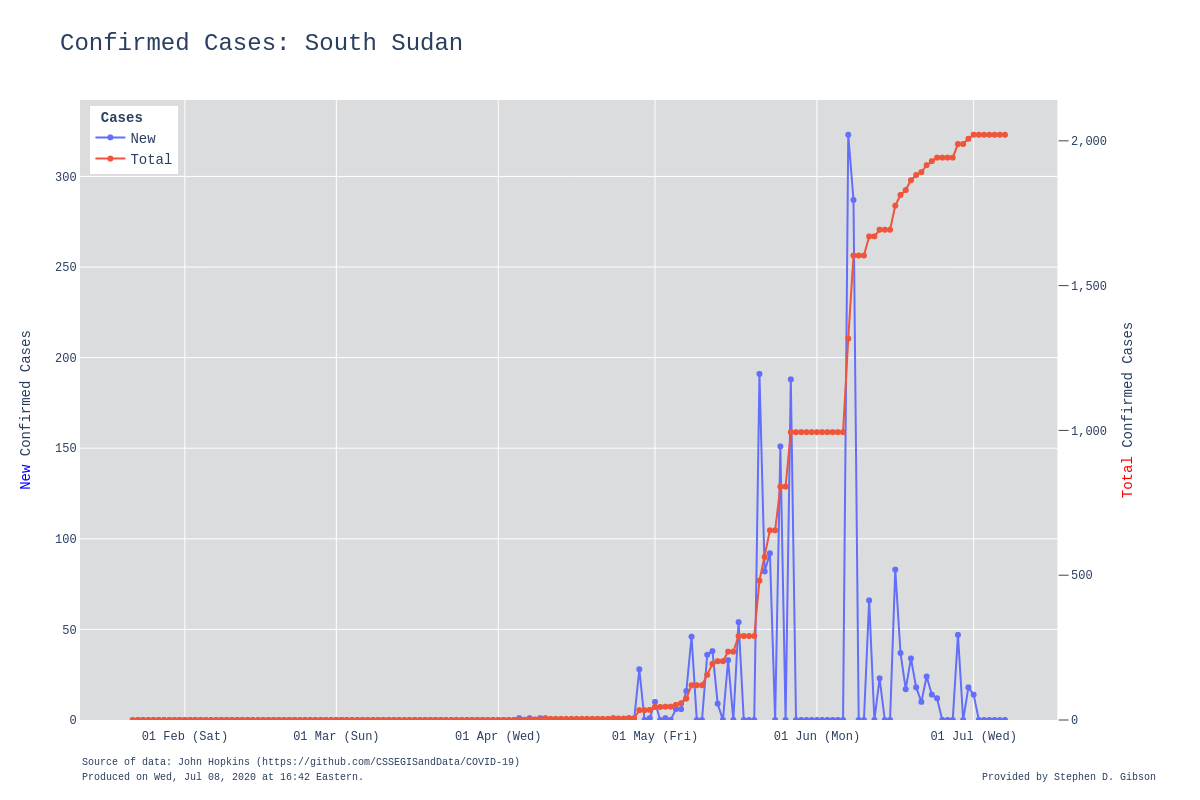 Confirmed Cases: South Sudan
Cases
New
Total
300
250
200
150
100
50
0
2,000
1,500
1,000
500
0
New Confirmed Cases
Total Confirmed Cases
01 Feb (Sat)
01 Mar (Sun)
01 Apr (Wed)
01 May (Fri)
01 Jun (Mon)
01 Jul (Wed)
Source of data: John Hopkins (https://github.com/CSSEGISandData/COVID-19)
Produced on Wed, Jul 08, 2020 at 16:42 Eastern.
Provided by Stephen D. Gibson